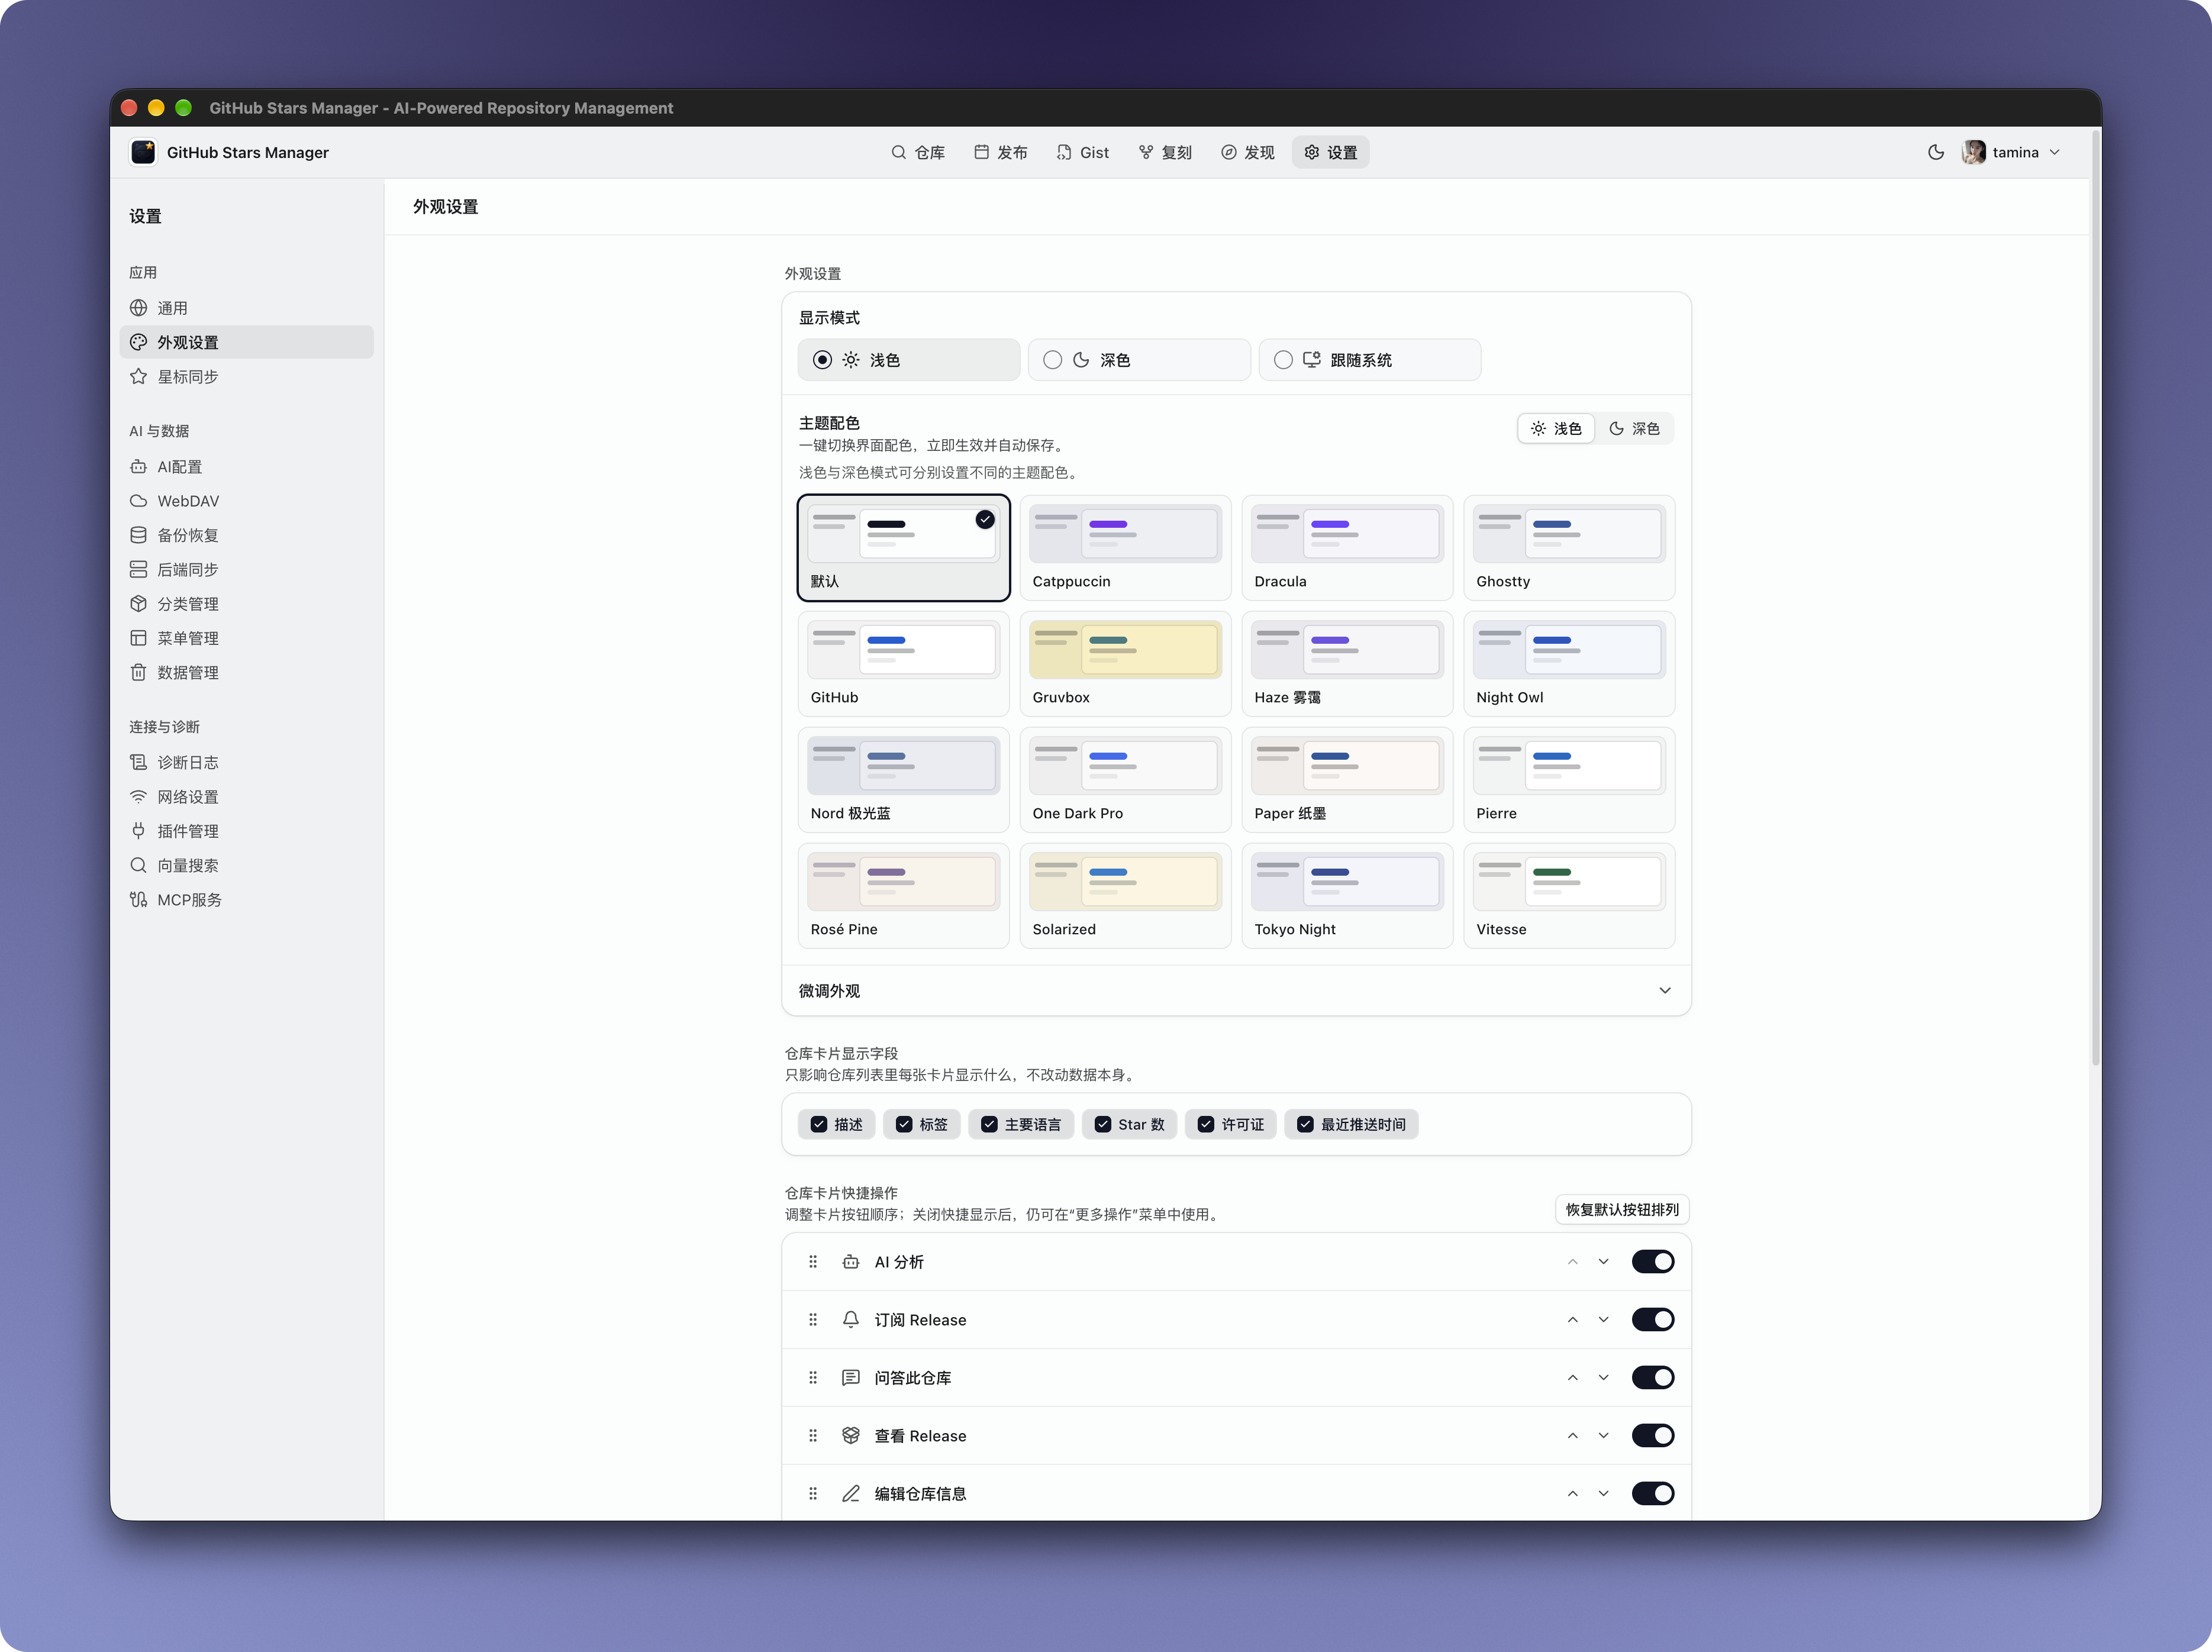 GitHub Stars Manager - AI-Powered Repository Management
GitHub Stars Manager
仓库
发布
Gist
复刻
发现
设置
tamina
设置
应用
通用
外观设置
星标同步
AI 与数据
AI配置
WebDAV
备份恢复
后端同步
分类管理
菜单管理
数据管理
连接与诊断
诊断日志
网络设置
插件管理
向量搜索
MCP服务
外观设置
外观设置
显示模式
浅色
深色
跟随系统
主题配色
一键切换界面配色，立即生效并自动保存。
浅色与深色模式可分别设置不同的主题配色。
浅色
深色
默认
Catppuccin
Dracula
Ghostty
GitHub
Gruvbox
Haze 雾霭
Night Owl
Nord 极光蓝
One Dark Pro
Paper 纸墨
Pierre
Rosé Pine
Solarized
Tokyo Night
Vitesse
微调外观
仓库卡片显示字段
只影响仓库列表里每张卡片显示什么，不改动数据本身。
描述
标签
主要语言
Star 数
许可证
最近推送时间
仓库卡片快捷操作
调整卡片按钮顺序；关闭快捷显示后，仍可在“更多操作”菜单中使用。
恢复默认按钮排列
AI 分析
订阅 Release
问答此仓库
查看 Release
编辑仓库信息